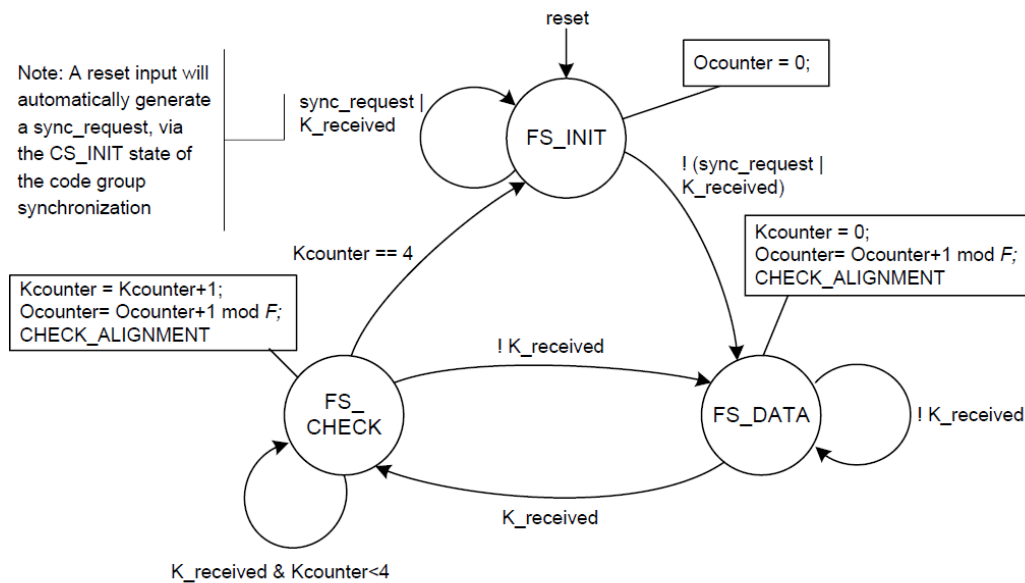 reset
Note: A reset input will
automatically generate
a sync_request, via
the CS_INIT state of
the code group
synchronization
sync_request |
K_received
Ocounter = 0;
FS_INIT
! (sync_request |
K_received)
Kcounter == 4
Kcounter = 0;
Ocounter= Ocounter+1 mod F;
CHECK_ALIGNMENT
Kcounter = Kcounter+1;
Ocounter= Ocounter+1 mod F;
CHECK_ALIGNMENT
! K_received
FS_
CHECK
FS_DATA
! K_received
K_received
K_received & Kcounter<4